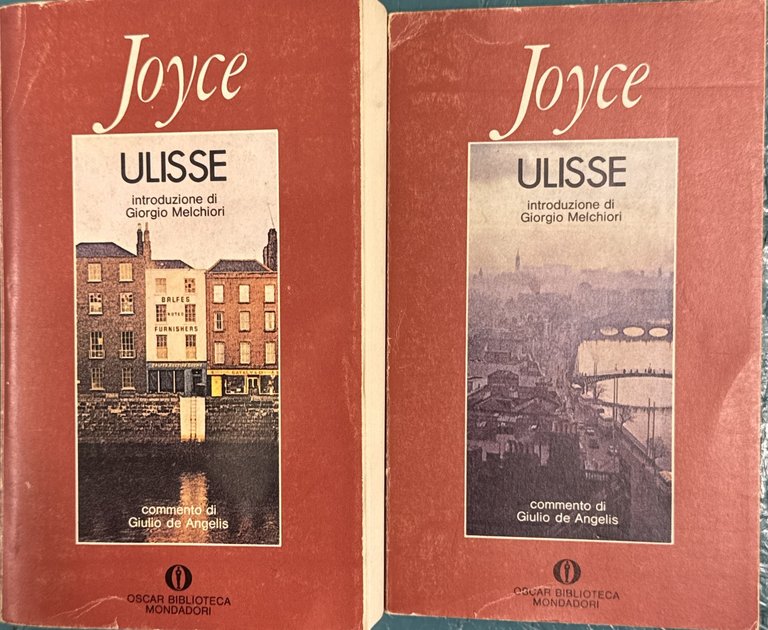 Joyce
ULISSE
introduzione di
Giorgio Melchiori
BALFES
NOTED
FURNISHERS
commento di
Giulio de Angelis
OSCAR BIBLIOTECA
MONDADORI
Joyce
ULISSE
introduzione di
Giorgio Melchiori
commento di
Giulio de Angelis
OSCAR BIBLIOTECA
MONDADORI